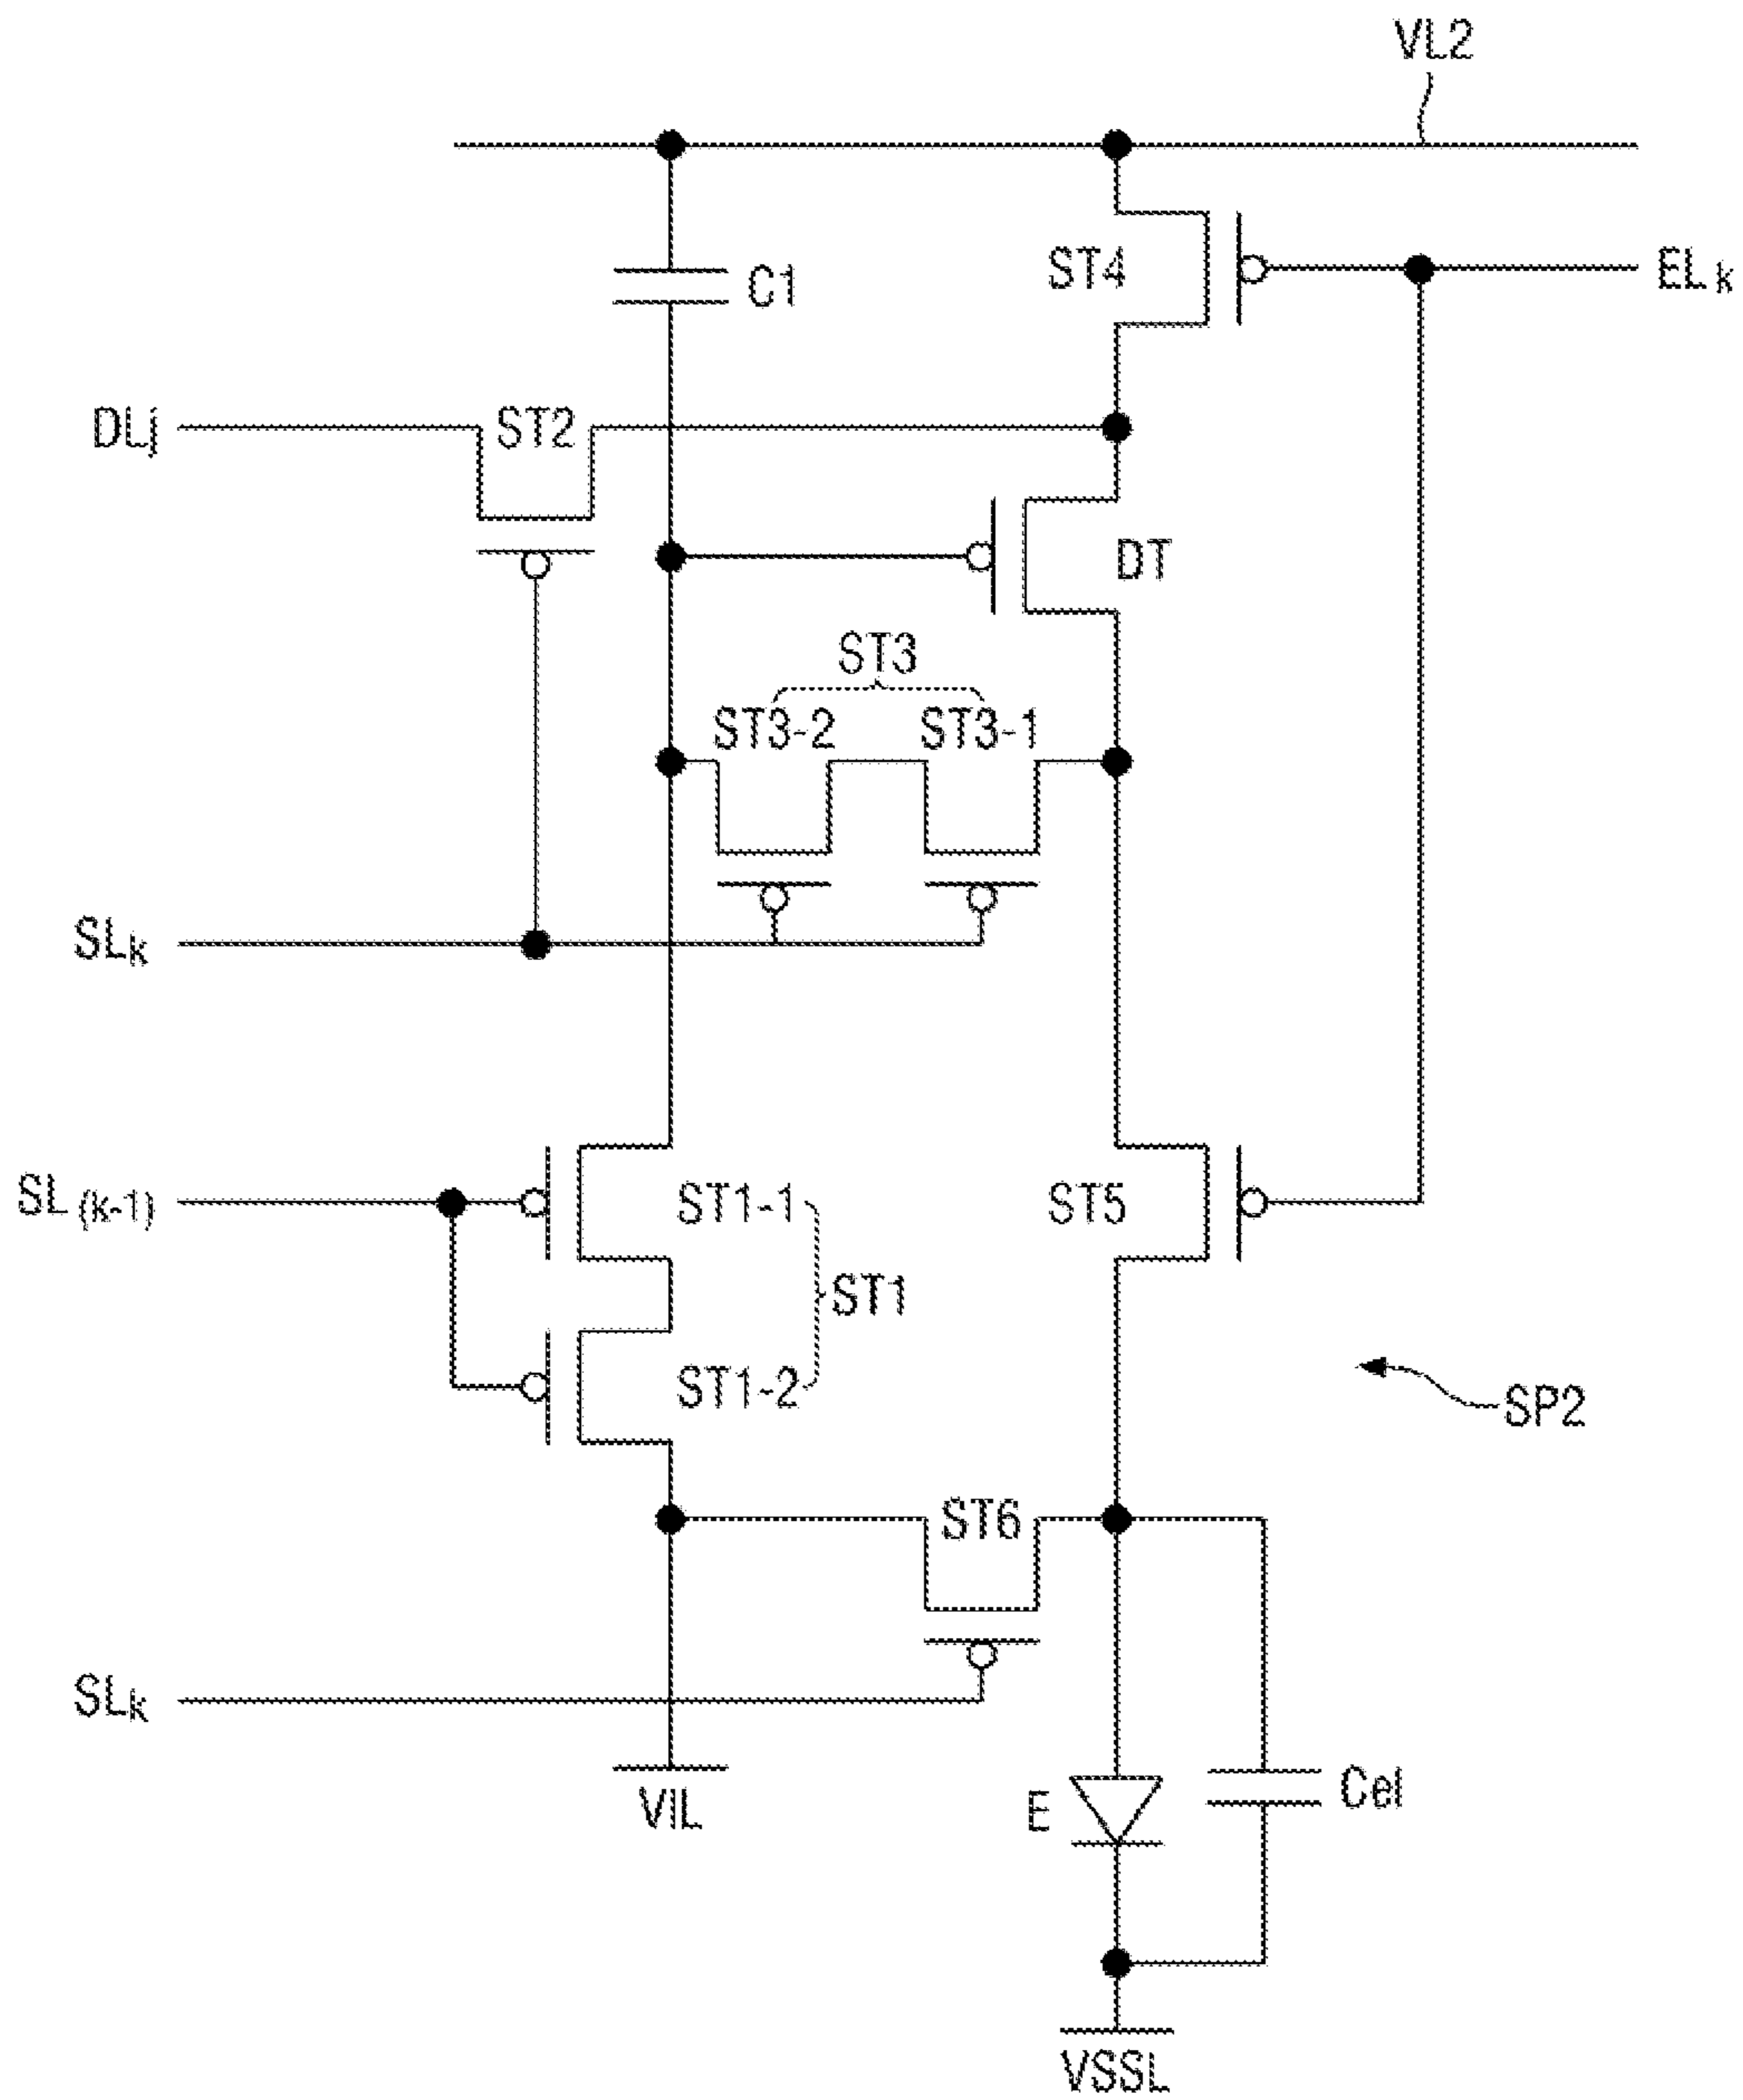 VL2
ST4
ELk
C1
DLj
ST2
DT
ST3
ST3-2
ST3-1
SLk
SL(k-1)
ST1-1
ST5
ST1
ST1-2
SP2
ST6
SLk
VIL
E
Cel
VSSL